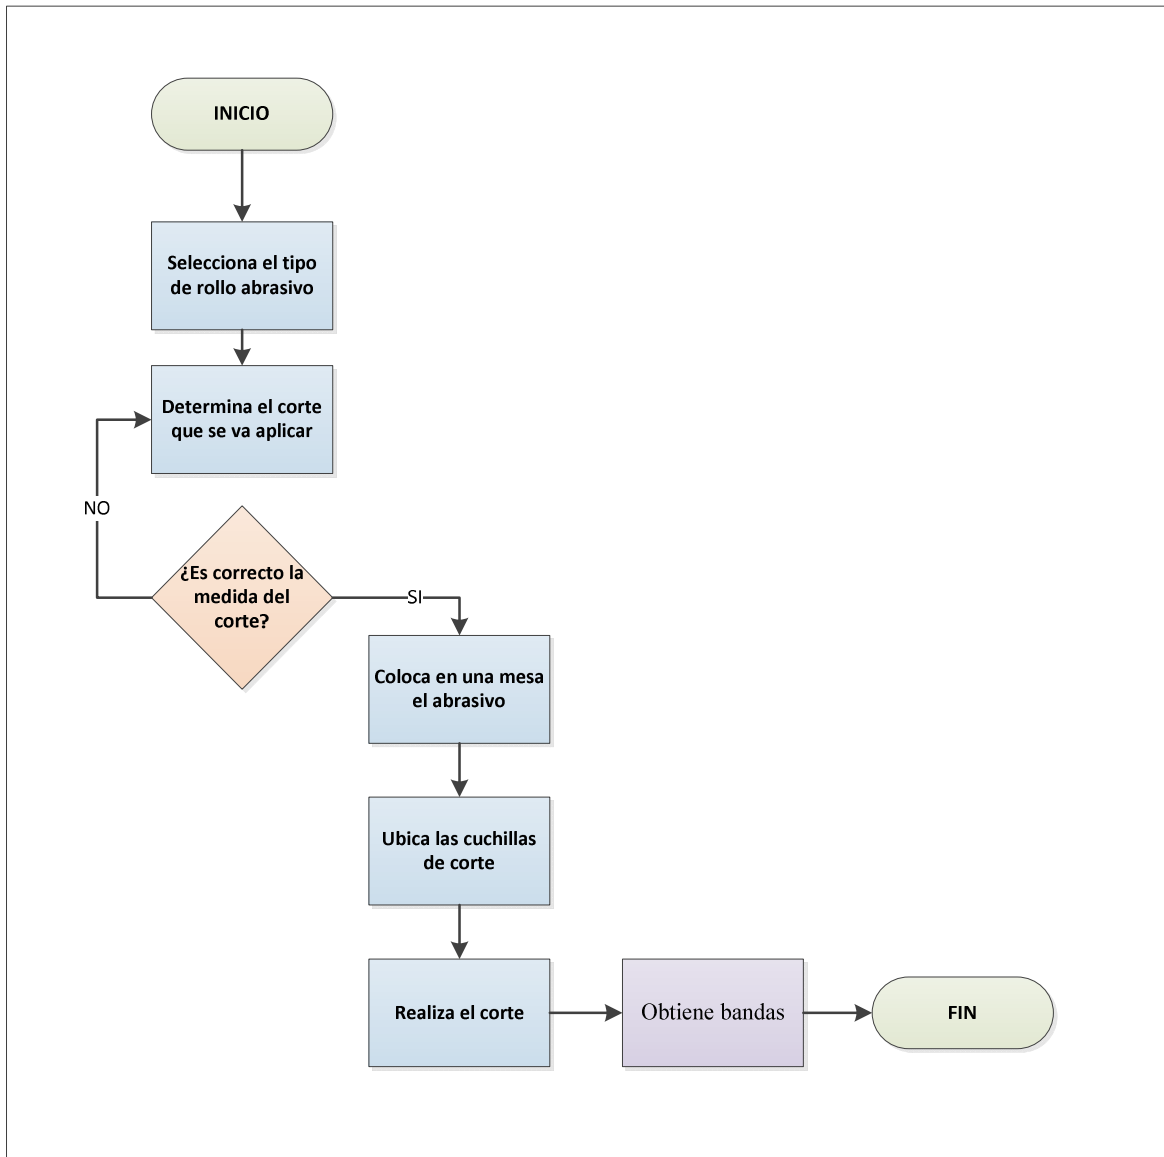 INICIO
Selecciona el tipo
de rollo abrasivo
Determina el corte
que se va aplicar
NO
¿Es correcto la
medida del
corte?
SI
Coloca en una mesa
el abrasivo
Ubica las cuchillas
de corte
Realiza el corte
Obtiene bandas
FIN